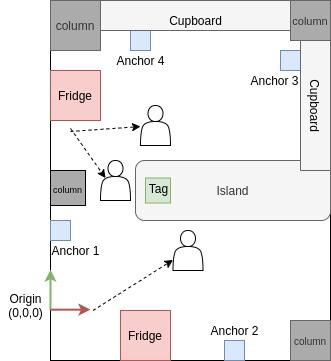 column
Cupboard
column
Anchor 4
Anchor 3
Fridge
Cupboard
column
Tag
Island
Anchor 1
Origin
(0,0,0)
Fridge
Anchor 2
column